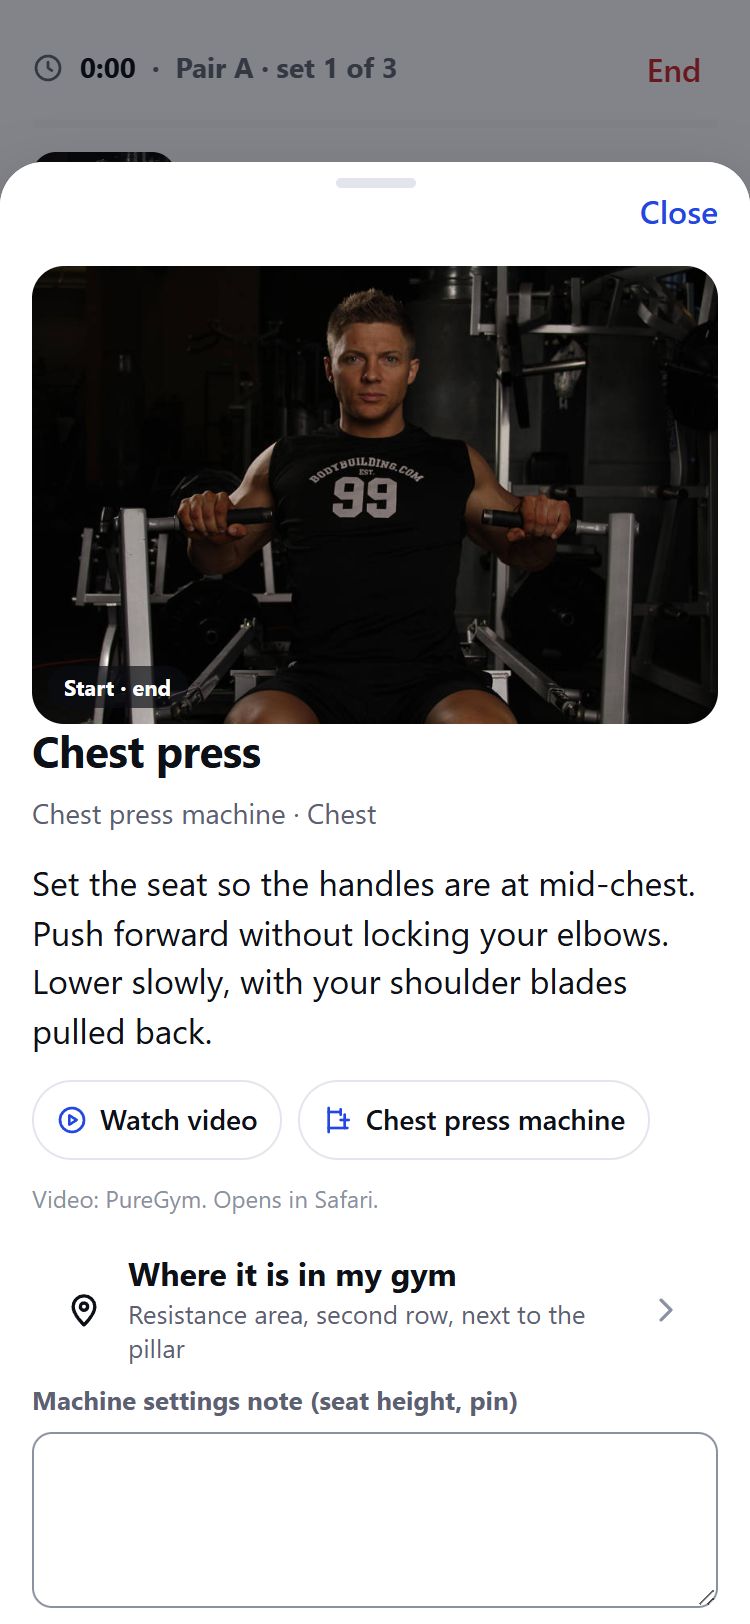 0:00 · Pair A · set 1 of 3
End
Close
BODYBUILDING.COM
EST.
99
Start · end
Chest press
Chest press machine · Chest
Set the seat so the handles are at mid-chest.
Push forward without locking your elbows.
Lower slowly, with your shoulder blades
pulled back.
Watch video
Chest press machine
Video: PureGym. Opens in Safari.
Where it is in my gym
Resistance area, second row, next to the
pillar
Machine settings note (seat height, pin)